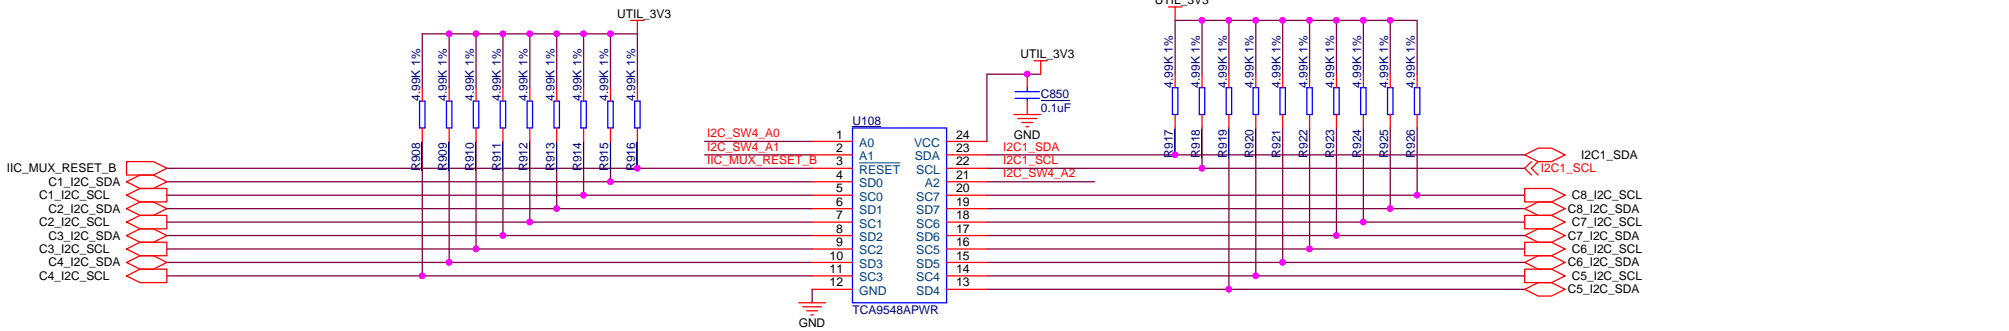 UTIL_3V3
UTIL_3V3
UTIL_3V3
4.99K 1%
4.99K 1%
4.99K 1%
4.99K 1%
4.99K 1%
4.99K 1%
4.99K 1%
4.99K 1%
4.99K 1%
R908
R909
R910
R911
R912
R913
R914
R915
R916
4.99K 1%
4.99K 1%
4.99K 1%
4.99K 1%
4.99K 1%
4.99K 1%
4.99K 1%
4.99K 1%
4.99K 1%
4.99K 1%
R917
R918
R919
R920
R921
R922
R923
R924
R925
R926
C850
0.1uF
GND
IIC_MUX_RESET_B
C1_I2C_SDA
C1_I2C_SCL
C2_I2C_SDA
C2_I2C_SCL
C3_I2C_SDA
C3_I2C_SCL
C4_I2C_SDA
C4_I2C_SCL
I2C_SW4_A0
I2C_SW4_A1
IIC_MUX_RESET_B
1
2
3
4
5
6
7
8
9
10
11
12
GND
U108
A0
A1
RESET
SD0
SC0
SD1
SC1
SD2
SC2
SD3
SC3
GND
VCC
SDA
SCL
A2
SC7
SD7
SC6
SD6
SC5
SD5
SC4
SD4
TCA9548APWR
24
23
22
21
20
19
18
17
16
15
14
13
I2C1_SDA
I2C1_SCL
I2C_SW4_A2
I2C1_SDA
I2C1_SCL
C8_I2C_SCL
C8_I2C_SDA
C7_I2C_SCL
C7_I2C_SDA
C6_I2C_SCL
C6_I2C_SDA
C5_I2C_SCL
C5_I2C_SDA